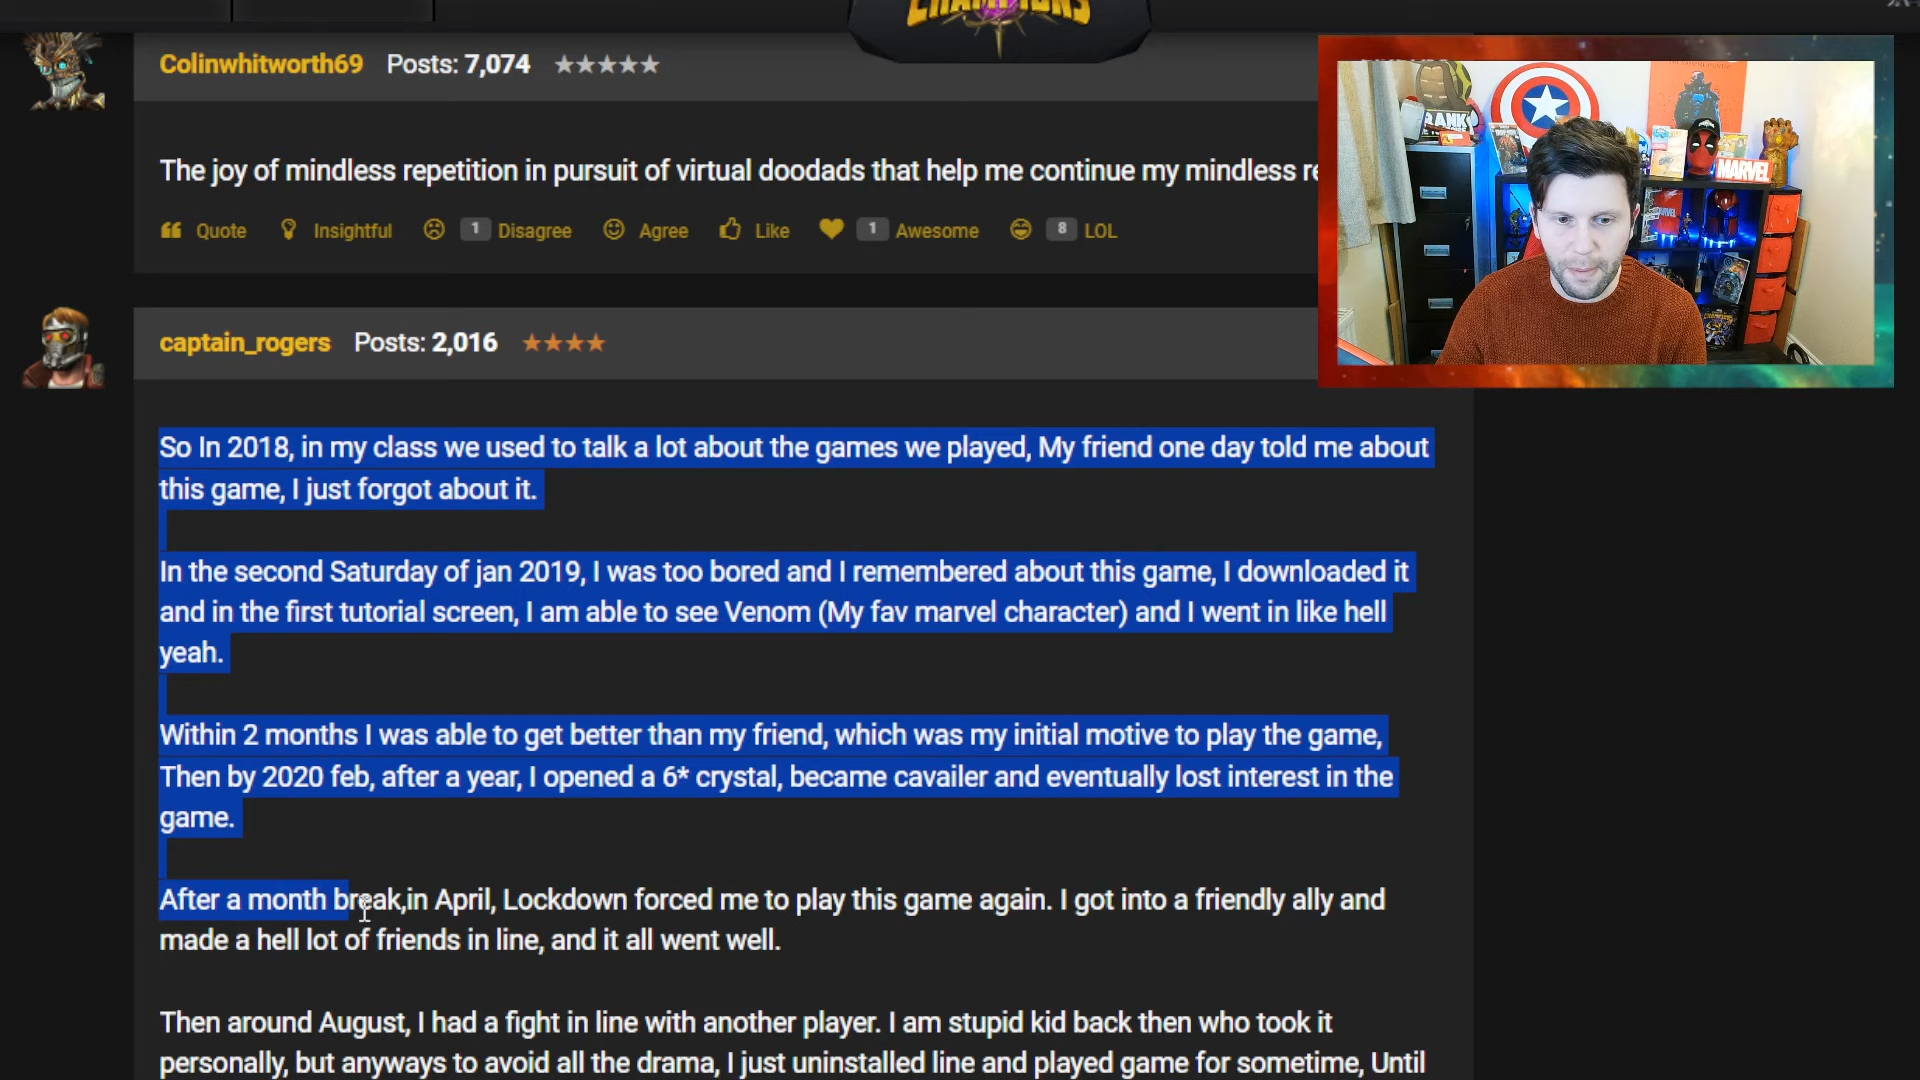 CHAMPIONS
Colinwhitworth69 Posts: 7,074
The joy of mindless repetition in pursuit of virtual doodads that help me continue my mindless
Quote Insightful 1 Disagree Agree Like 1 Awesome 8 LOL
captain_rogers Posts: 2,016
So In 2018, in my class we used to talk a lot about the games we played, My friend one day told me about
this game, I just forgot about it.
In the second Saturday of jan 2019, I was too bored and I remembered about this game, I downloaded it
and in the first tutorial screen, I am able to see Venom (My fav marvel character) and I went in like hell
yeah.
Within 2 months I was able to get better than my friend, which was my initial motive to play the game,
Then by 2020 feb, after a year, I opened a 6* crystal, became cavailer and eventually lost interest in the
game.
After a month break,in April, Lockdown forced me to play this game again. I got into a friendly ally and
made a hell lot of friends in line, and it all went well.
Then around August, I had a fight in line with another player. I am stupid kid back then who took it
personally, but anyways to avoid all the drama, I just uninstalled line and played game for sometime, Until
MARVEL